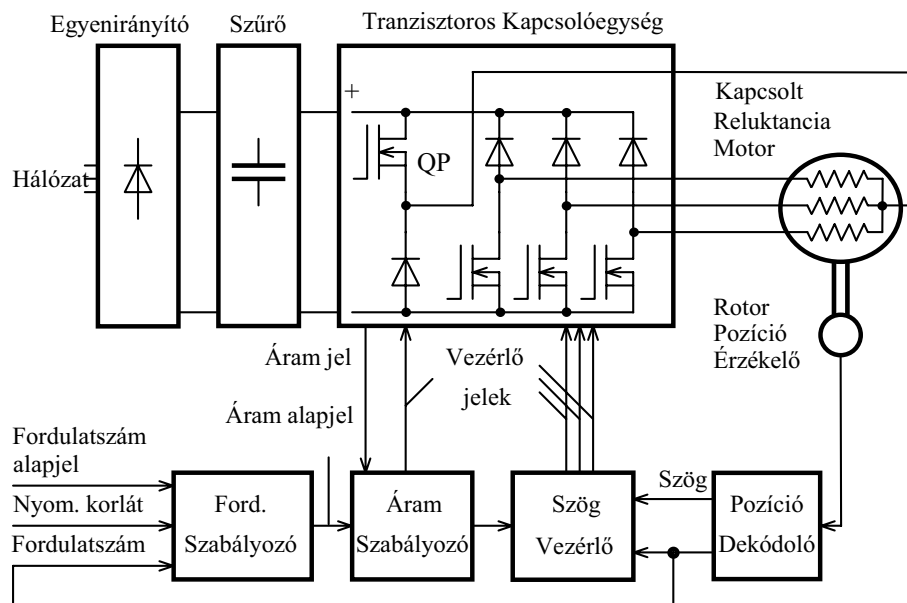 Egyenirányító
Szűrő
Tranzisztoros Kapcsolóegység
+
QP
Kapcsolt
Reluktancia
Motor
Hálózat
Rotor
Pozíció
Érzékelő
Áram jel
Vezérlő
jelek
Áram alapjel
Fordulatszám
alapjel
Nyom. korlát
Fordulatszám
Ford.
Szabályozó
Áram
Szabályozó
Szög
Vezérlő
Szög
Pozíció
Dekódoló